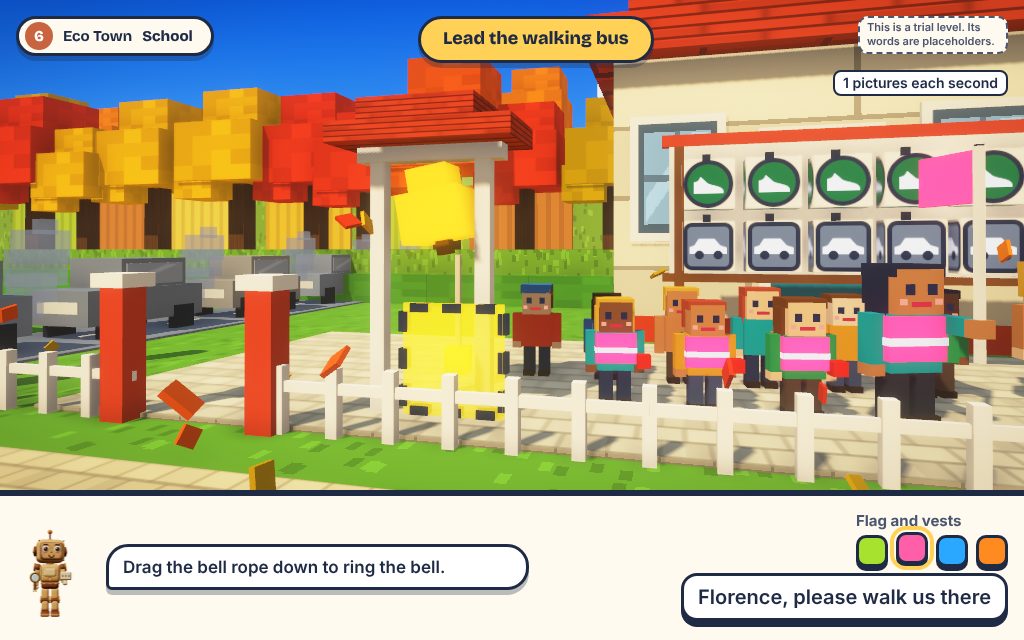 6 Eco Town School
Lead the walking bus
This is a trial level. Its
words are placeholders.
1 pictures each second
Drag the bell rope down to ring the bell.
Flag and vests
Florence, please walk us there